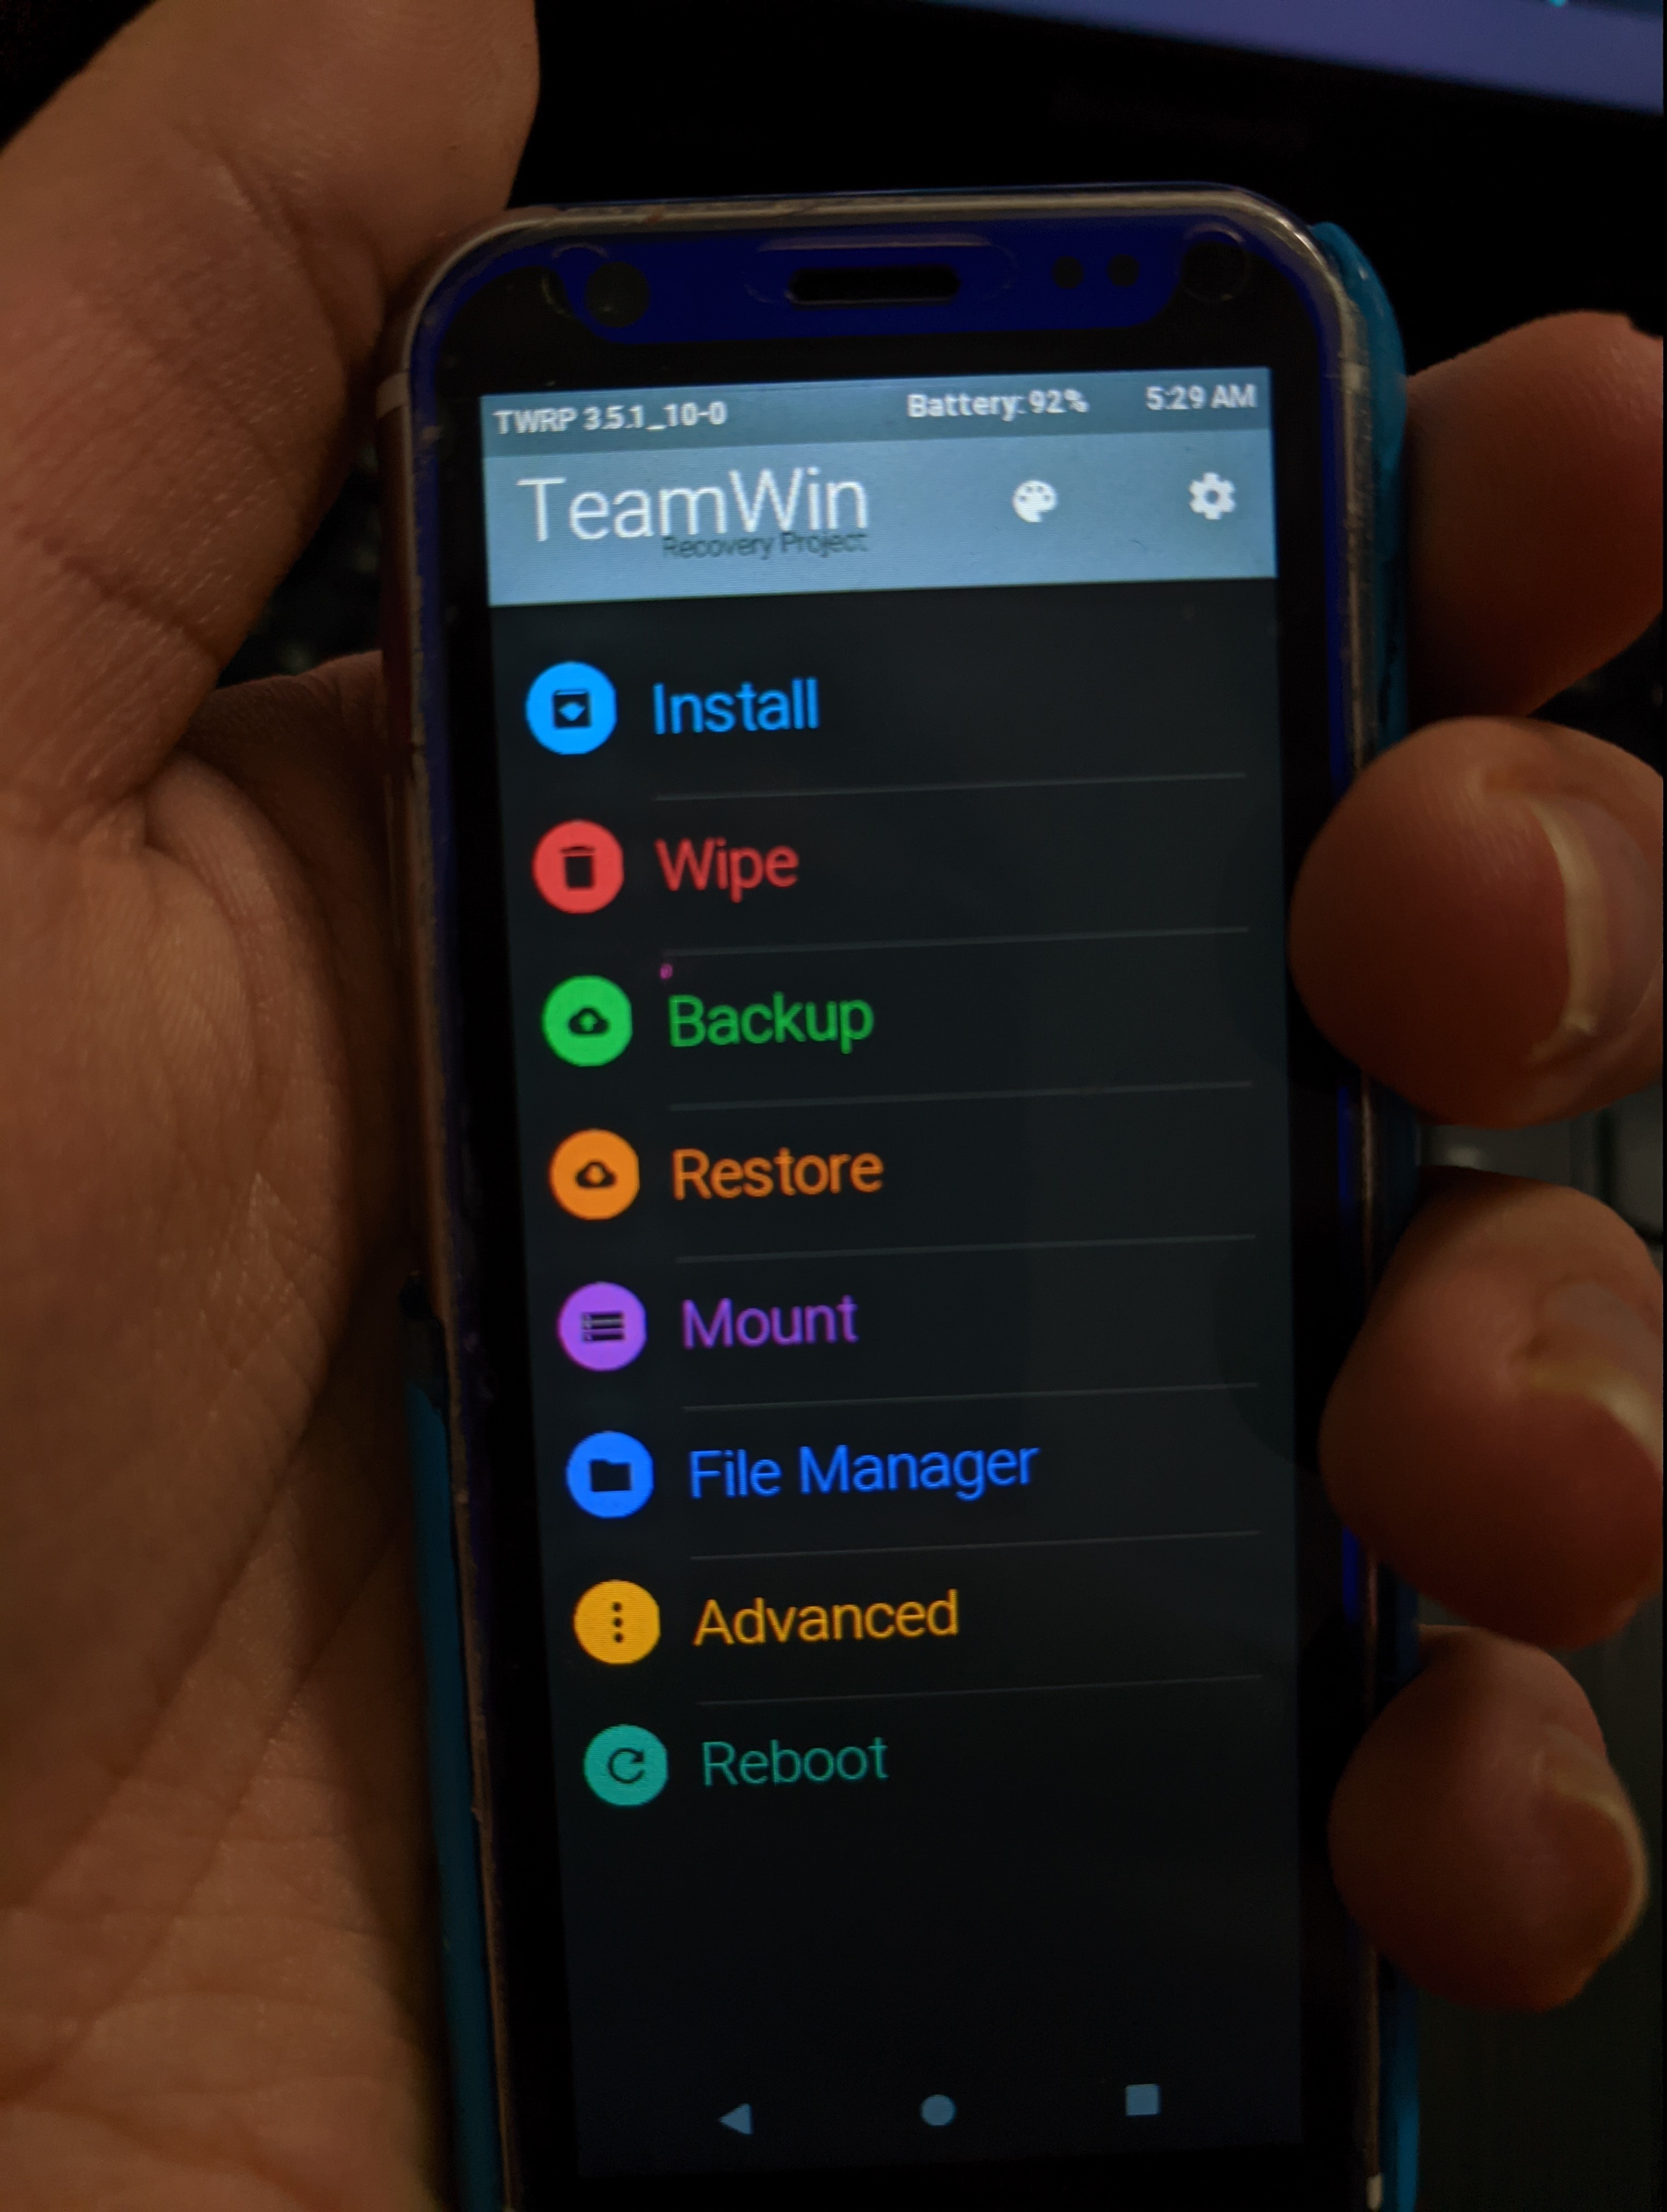 TWRP 3.5.1_10-0 Battery: 92% 5:29 AM
TeamWin
Recovery Project
Install
Wipe
Backup
Restore
Mount
File Manager
Advanced
Reboot